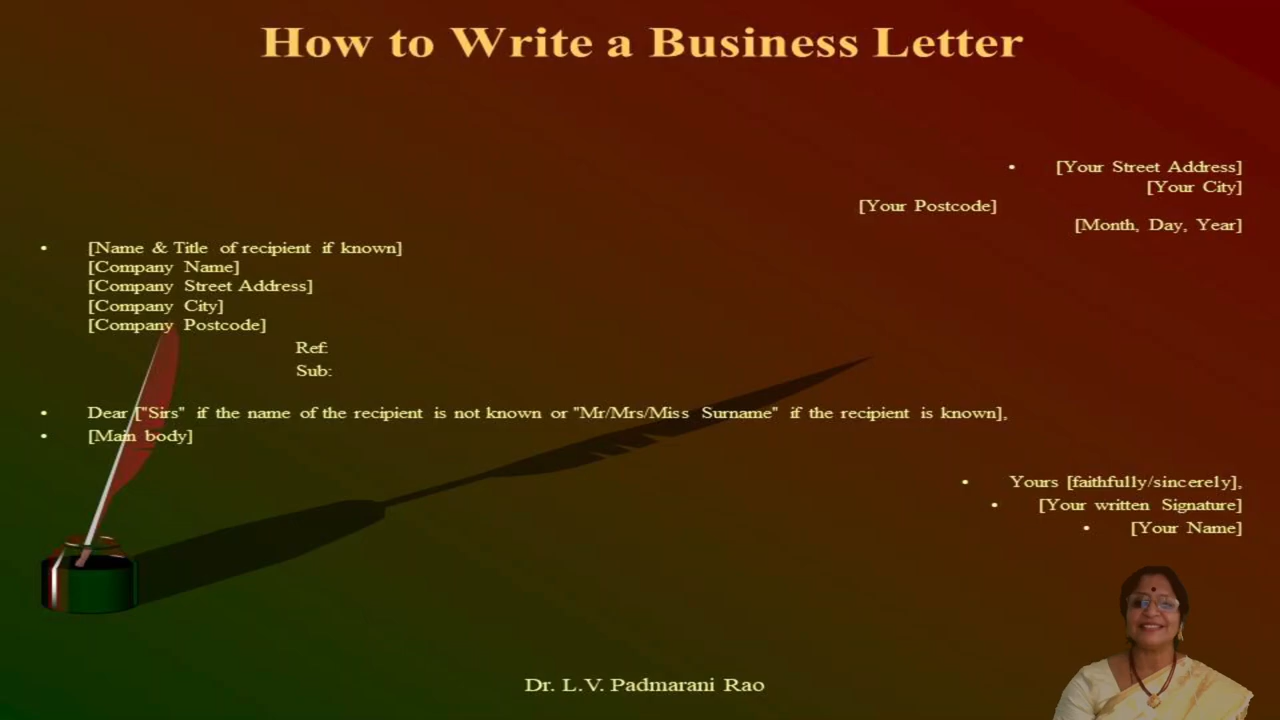 How to Write a Business Letter
• [Your Street Address]
[Your City]
[Your Postcode]
[Month, Day, Year]
• [Name & Title of recipient if known]
[Company Name]
[Company Street Address]
[Company City]
[Company Postcode]
Ref:
Sub:
• Dear ["Sirs" if the name of the recipient is not known or "Mr/Mrs/Miss Surname" if the recipient is known],
• [Main body]
• Yours [faithfully/sincerely],
• [Your written Signature]
• [Your Name]
Dr. L.V. Padmarani Rao